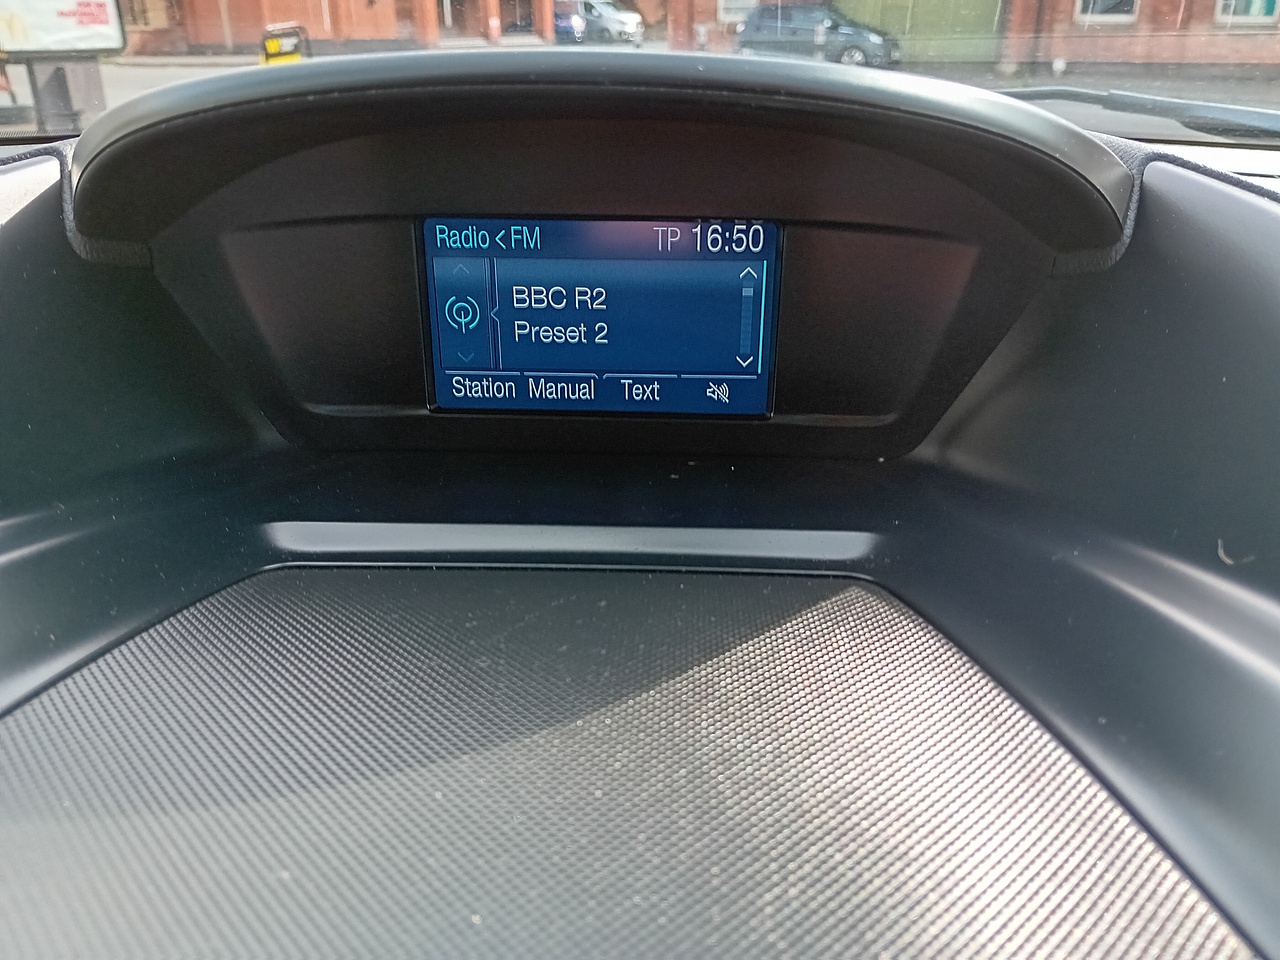 Radio < FM
TP 16:50
BBC R2
Preset 2
Station Manual Text